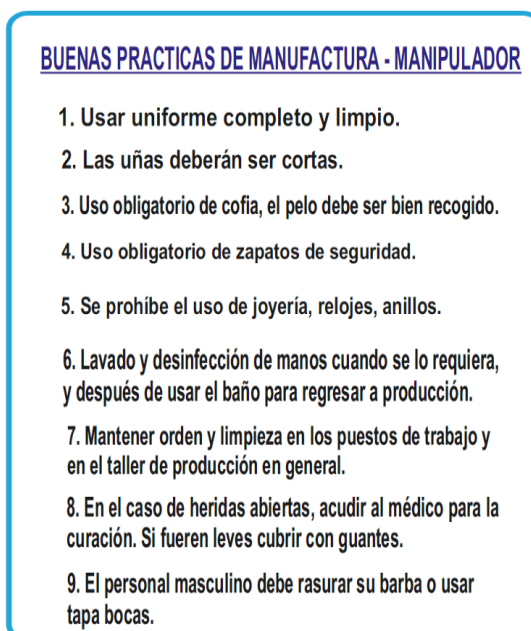 BUENAS PRACTICAS DE MANUFACTURA - MANIPULADOR
1. Usar uniforme completo y limpio.
2. Las uñas deberán ser cortas.
3. Uso obligatorio de cofia, el pelo debe ser bien recogido.
4. Uso obligatorio de zapatos de seguridad.
5. Se prohíbe el uso de joyería, relojes, anillos.
6. Lavado y desinfección de manos cuando se lo requiera,
y después de usar el baño para regresar a producción.
7. Mantener orden y limpieza en los puestos de trabajo y
en el taller de producción en general.
8. En el caso de heridas abiertas, acudir al médico para la
curación. Si fueren leves cubrir con guantes.
9. El personal masculino debe rasurar su barba o usar
tapa bocas.